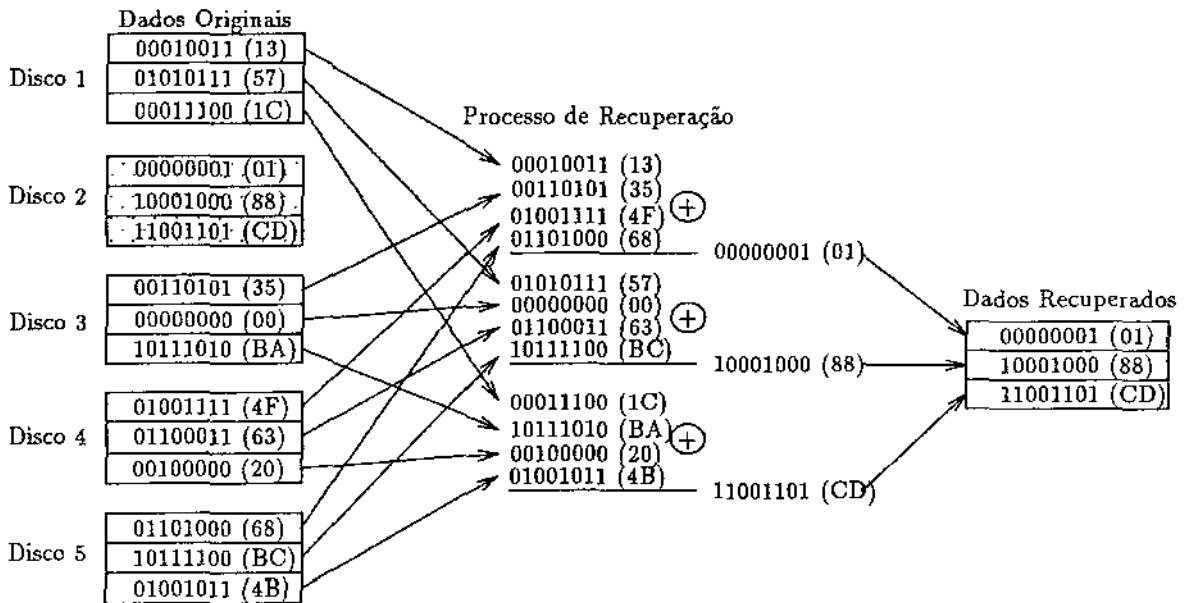 Dados Originais
Disco 1
00010011 (13)
01010111 (57)
00011100 (1C)
Disco 2
00000001 (01)
10001000 (88)
11001101 (CD)
Disco 3
00110101 (35)
00000000 (00)
10111010 (BA)
Disco 4
01001111 (4F)
01100011 (63)
00100000 (20)
Disco 5
01101000 (68)
10111100 (BC)
01001011 (4B)
Processo de Recuperação
00010011 (13)
00110101 (35)
01001111 (4F) +
01101000 (68)
00000001 (01)
01010111 (57)
00000000 (00)
01100011 (63) +
10111100 (BC)
10001000 (88)
00011100 (1C)
10111010 (BA) +
00100000 (20)
01001011 (4B)
11001101 (CD)
Dados Recuperados
00000001 (01)
10001000 (88)
11001101 (CD)